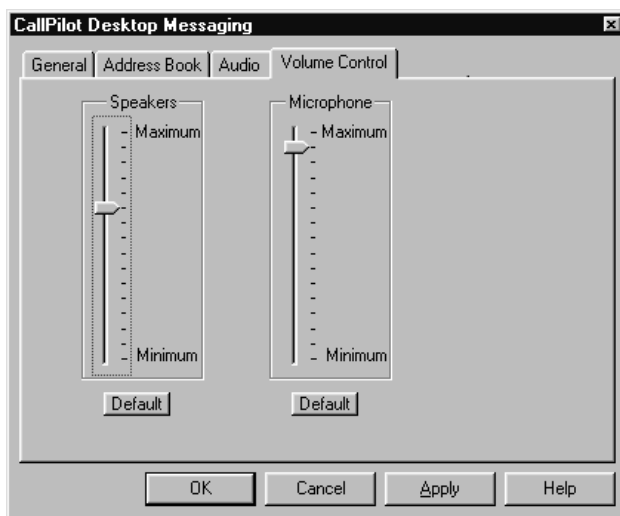 CallPilot Desktop Messaging
General Address Book Audio Volume Control
Speakers Microphone
Maximum Maximum
Minimum Minimum
Default Default
OK Cancel Apply Help